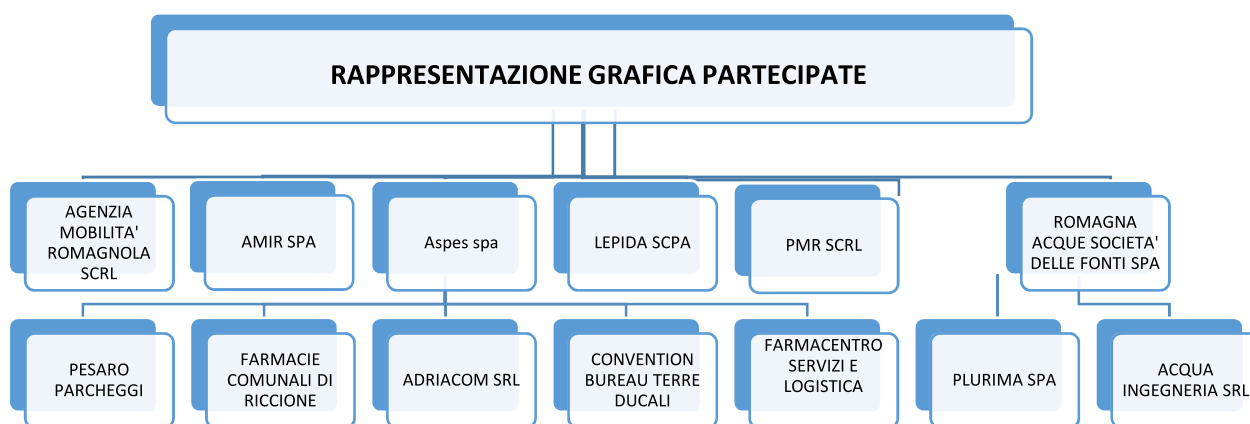 RAPPRESENTAZIONE GRAFICA PARTECIPATE
AGENZIA
MOBILITA'
ROMAGNOLA
SCRL
AMIR SPA
Aspes spa
LEPIDA SCPA
PMR SCRL
ROMAGNA
ACQUE SOCIETA'
DELLE FONTI SPA
PESARO
PARCHEGGI
FARMACIE
COMUNALI DI
RICCIONE
ADRIACOM SRL
CONVENTION
BUREAU TERRE
DUCALI
FARMACENTRO
SERVIZI E
LOGISTICA
PLURIMA SPA
ACQUA
INGEGNERIA SRL